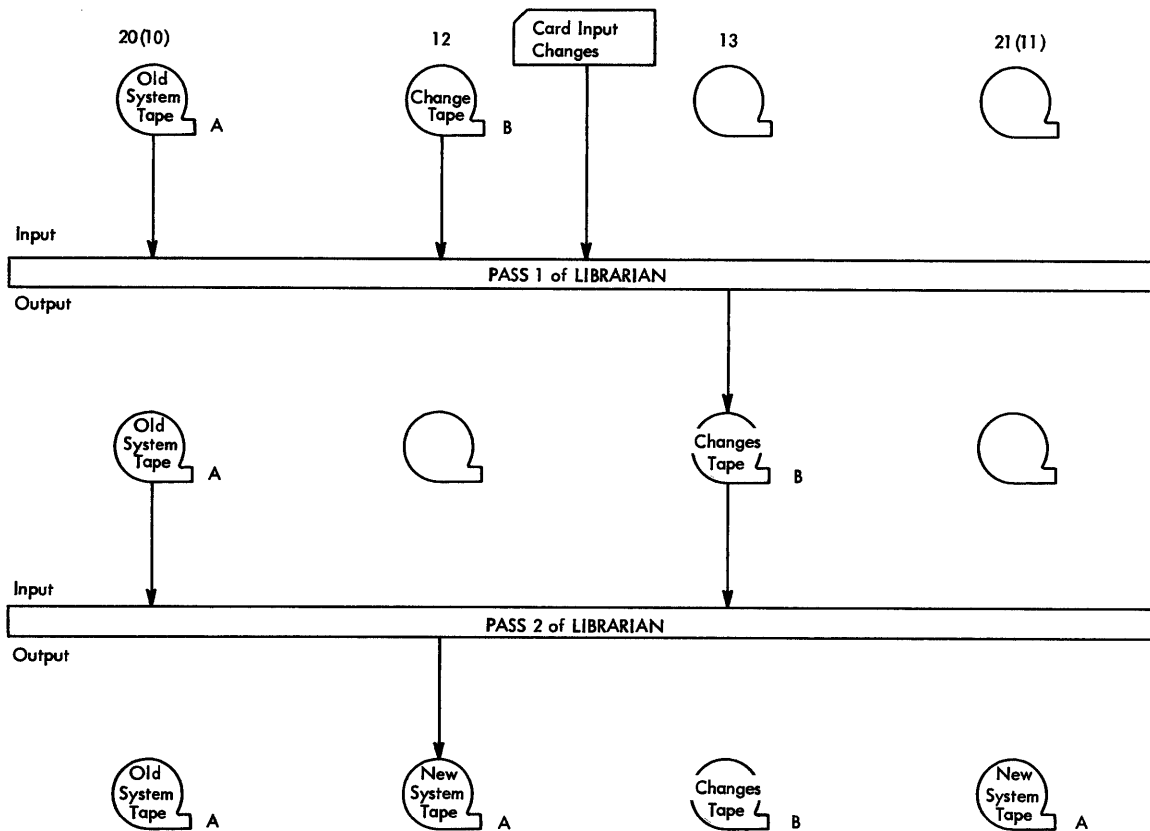 20(10)
12
Card Input
Changes
13
21(11)
Old
System
Tape
A
Change
Tape
B
Input
PASS 1 of LIBRARIAN
Output
Old
System
Tape
A
Changes
Tape
B
Input
PASS 2 of LIBRARIAN
Output
Old
System
Tape
A
New
System
Tape
A
Changes
Tape
B
New
System
Tape
A